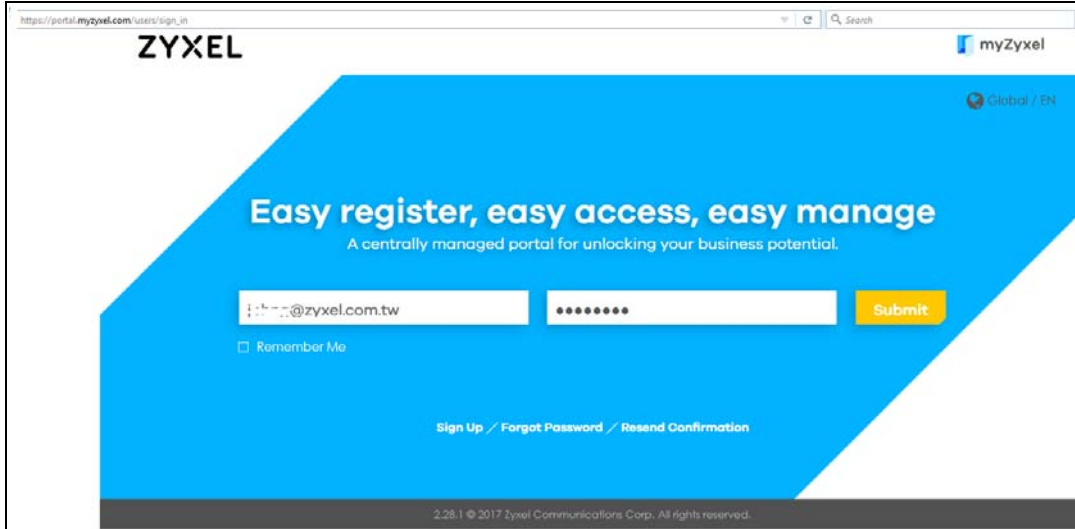 https://portal.myzyxel.com/users/sign_in
Search
ZYXEL
myZyxel
Global / EN
Easy register, easy access, easy manage
A centrally managed portal for unlocking your business potential.
@zyxel.com.tw
••••••••
Submit
Remember Me
Sign Up / Forgot Password / Resend Confirmation
2.28.1 © 2017 Zyxel Communications Corp. All rights reserved.